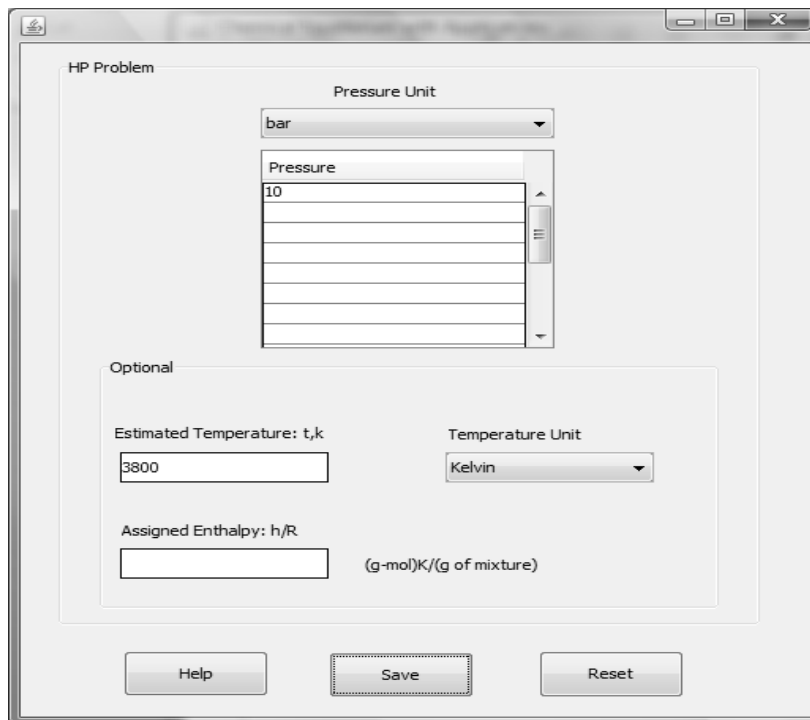 HP Problem
Pressure Unit
bar
Pressure
10
Optional
Estimated Temperature: t,k
Temperature Unit
3800
Kelvin
Assigned Enthalpy: h/R
(g-mol)K/(g of mixture)
Help
Save
Reset